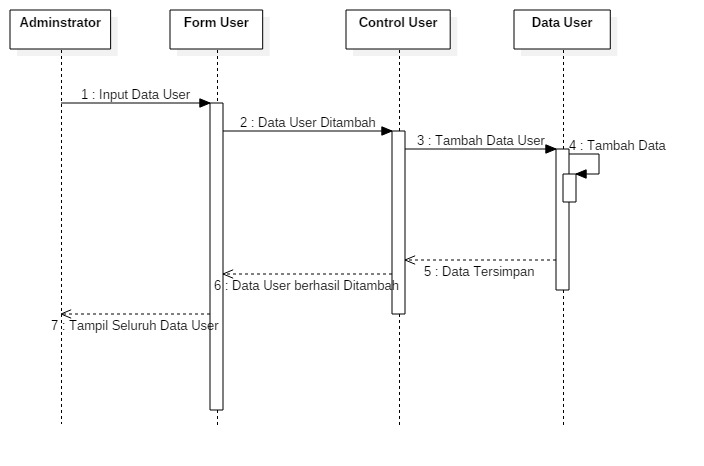 Adminstrator
Form User
Control User
Data User
1 : Input Data User
2 : Data User Ditambah
3 : Tambah Data User
4 : Tambah Data
5 : Data Tersimpan
6 : Data User berhasil Ditambah
7 : Tampil Seluruh Data User